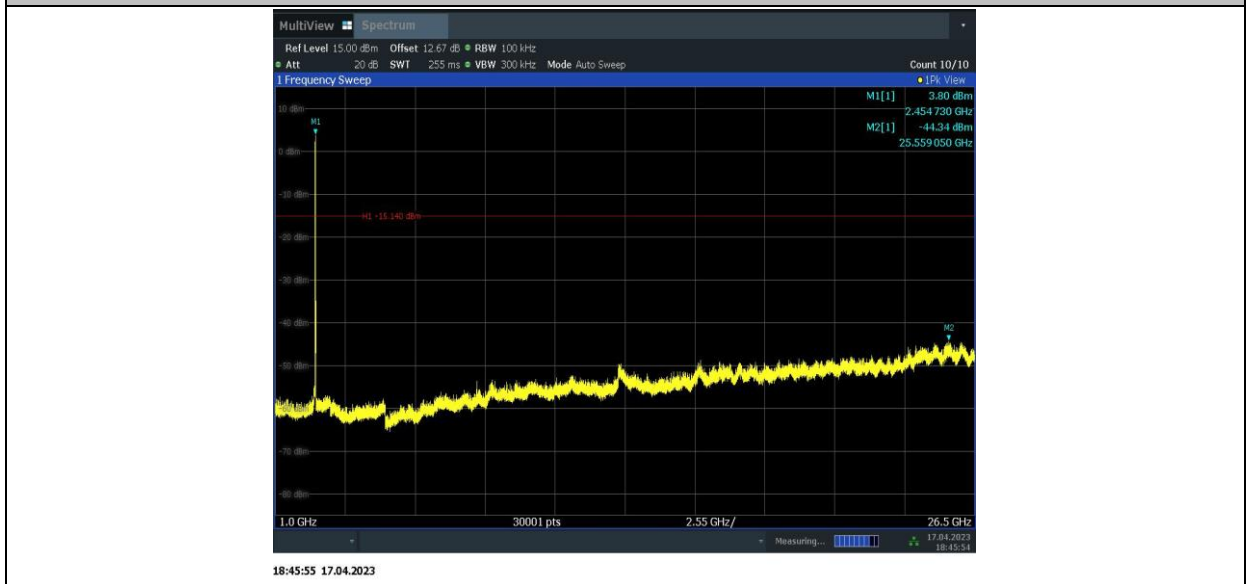 MultiView Spectrum
Ref Level 15.00 dBm Offset 12.67 dB RBW 100 kHz
Att 20 dB SWT 255 ms VBW 300 kHz Mode Auto Sweep Count 10/10
1 Frequency Sweep 1Pk View
M1[1] 3.80 dBm
2.454 730 GHz
M2[1] -44.34 dBm
25.559 050 GHz
10 dBm
M1
0 dBm
-10 dBm
H1 -15.140 dBm
-20 dBm
-30 dBm
-40 dBm
M2
-50 dBm
-70 dBm
-80 dBm
1.0 GHz 30001 pts 2.55 GHz/ 26.5 GHz
Measuring... 17.04.2023
18:45:54
18:45:55 17.04.2023